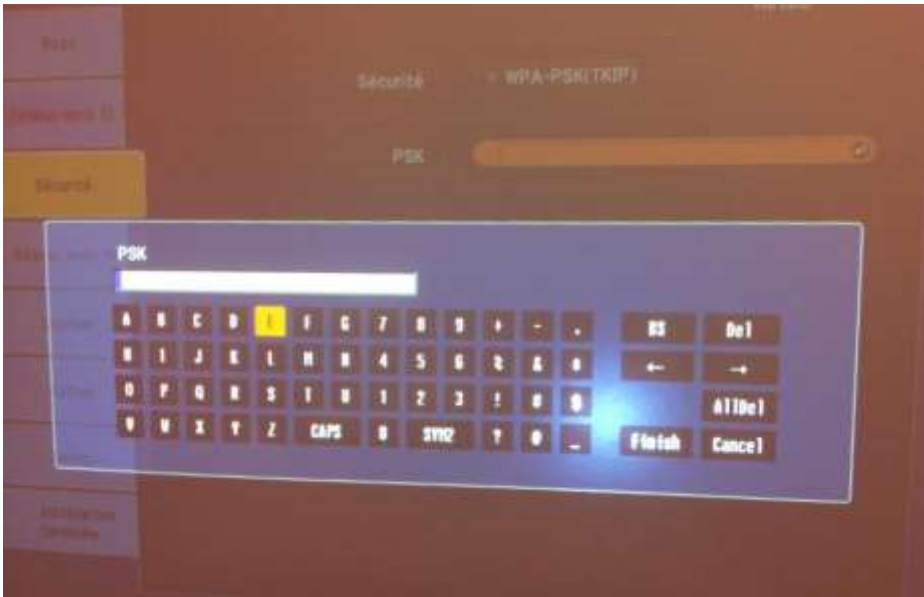 Sécurité WPA-PSK(TKIP)
PSK
Sécurité
PSK
A B C D E F G 7 8 9 + - . BS Del
H I J K L M N 4 5 6 & ← →
O P Q R S T U 1 2 3 ! # AllDel
V W X Y Z CAPS 0 SYM2 ? @ _ Finish Cancel